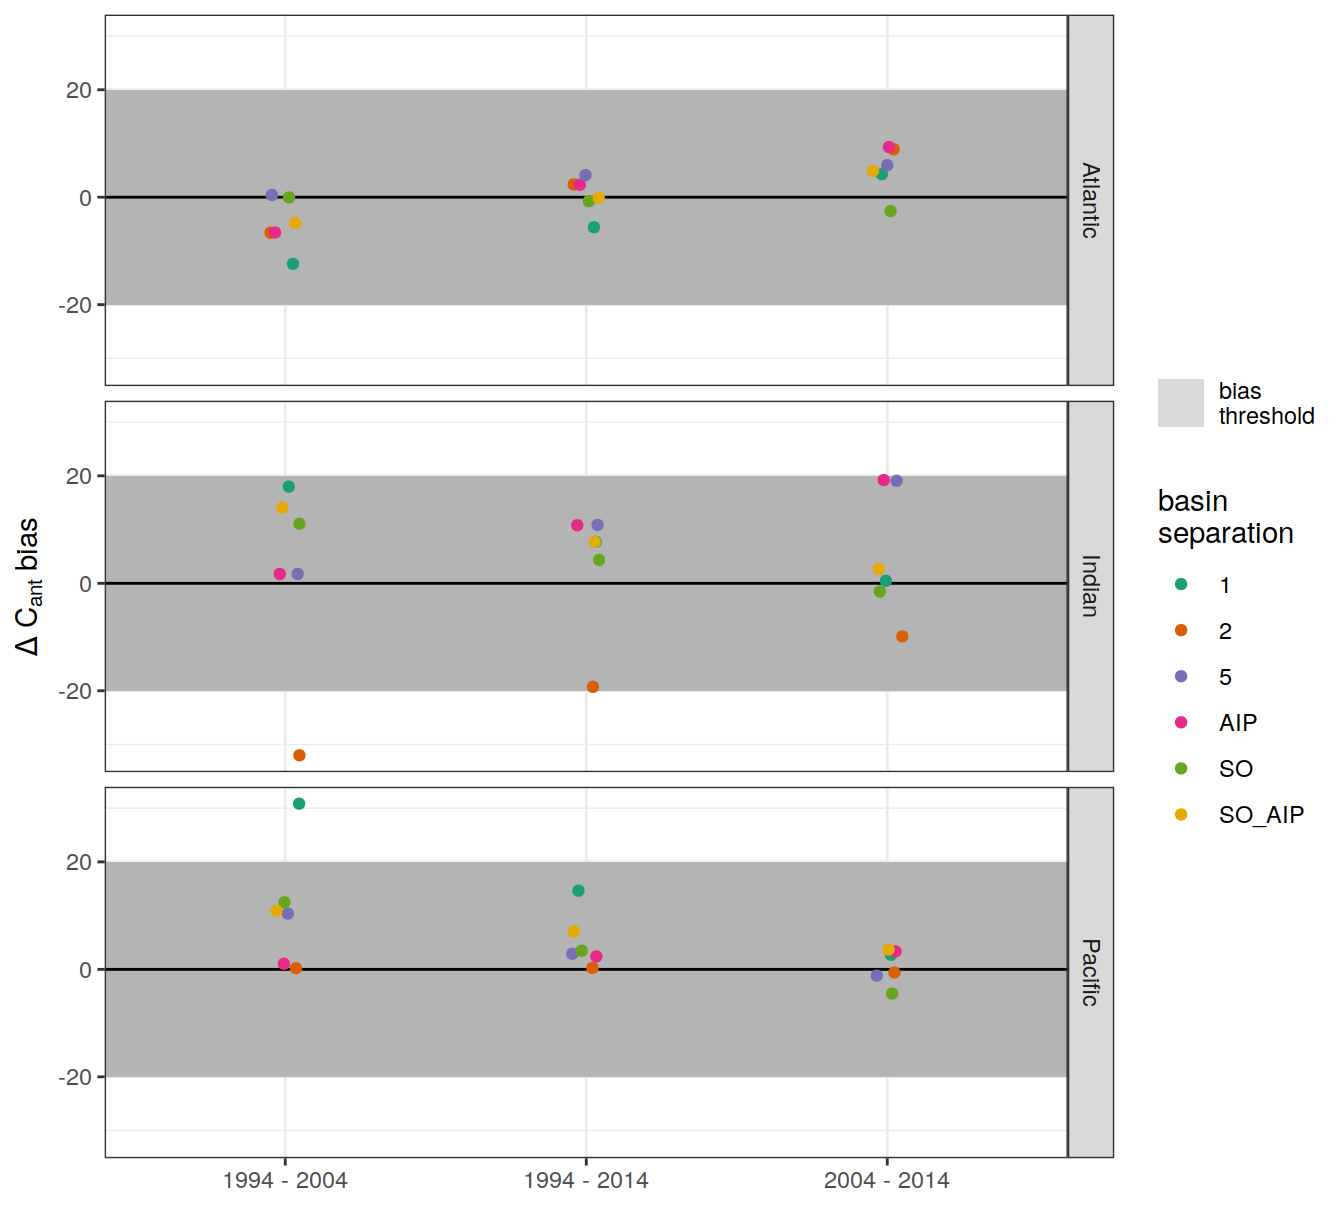 20
0
-20
Atlantic
20
0
-20
Indian
20
0
-20
Pacific
Δ Cant bias
1994 - 2004
1994 - 2014
2004 - 2014
bias
threshold
basin
separation
1
2
5
AIP
SO
SO_AIP